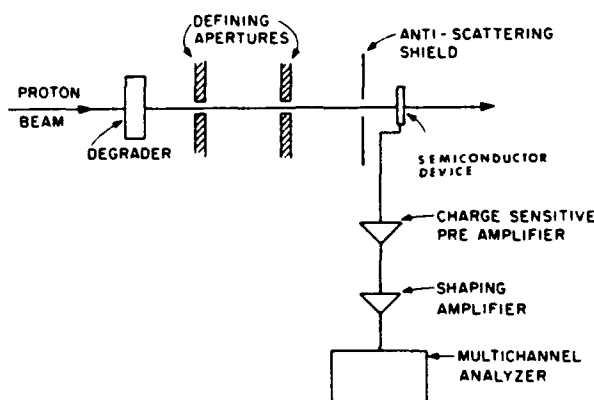 DEFINING
APERTURES
ANTI-SCATTERING
SHIELD
PROTON
BEAM
DEGRADER
SEMICONDUCTOR
DEVICE
CHARGE SENSITIVE
PRE AMPLIFIER
SHAPING
AMPLIFIER
MULTICHANNEL
ANALYZER